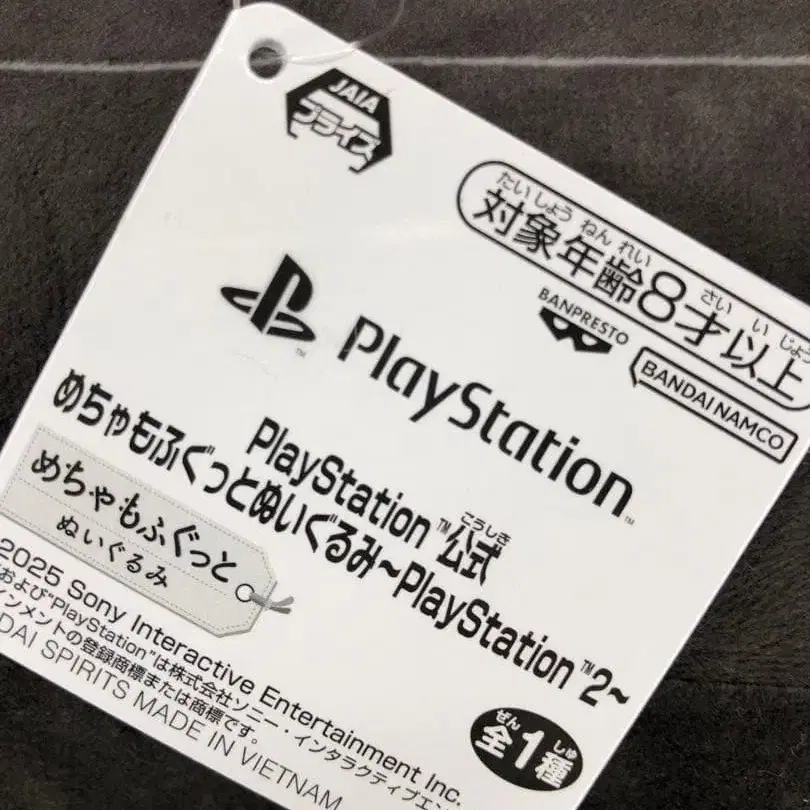 JAIA
プライズ
たいしょう ねん れい さい い じょう
対象年齢8才以上
BANPRESTO
BANDAI NAMCO
PlayStation
™
こうしき
PlayStation™公式
めちゃもふぐっとぬいぐるみ~PlayStation™2~
めちゃもふぐっと
ぬいぐるみ
2025 Sony Interactive Entertainment Inc.
および"PlayStation"は株式会社ソニー・インタラクティブエン
インメントの登録商標または商標です。
DAI SPIRITS MADE IN VIETNAM
ぜん しゅ
全1種